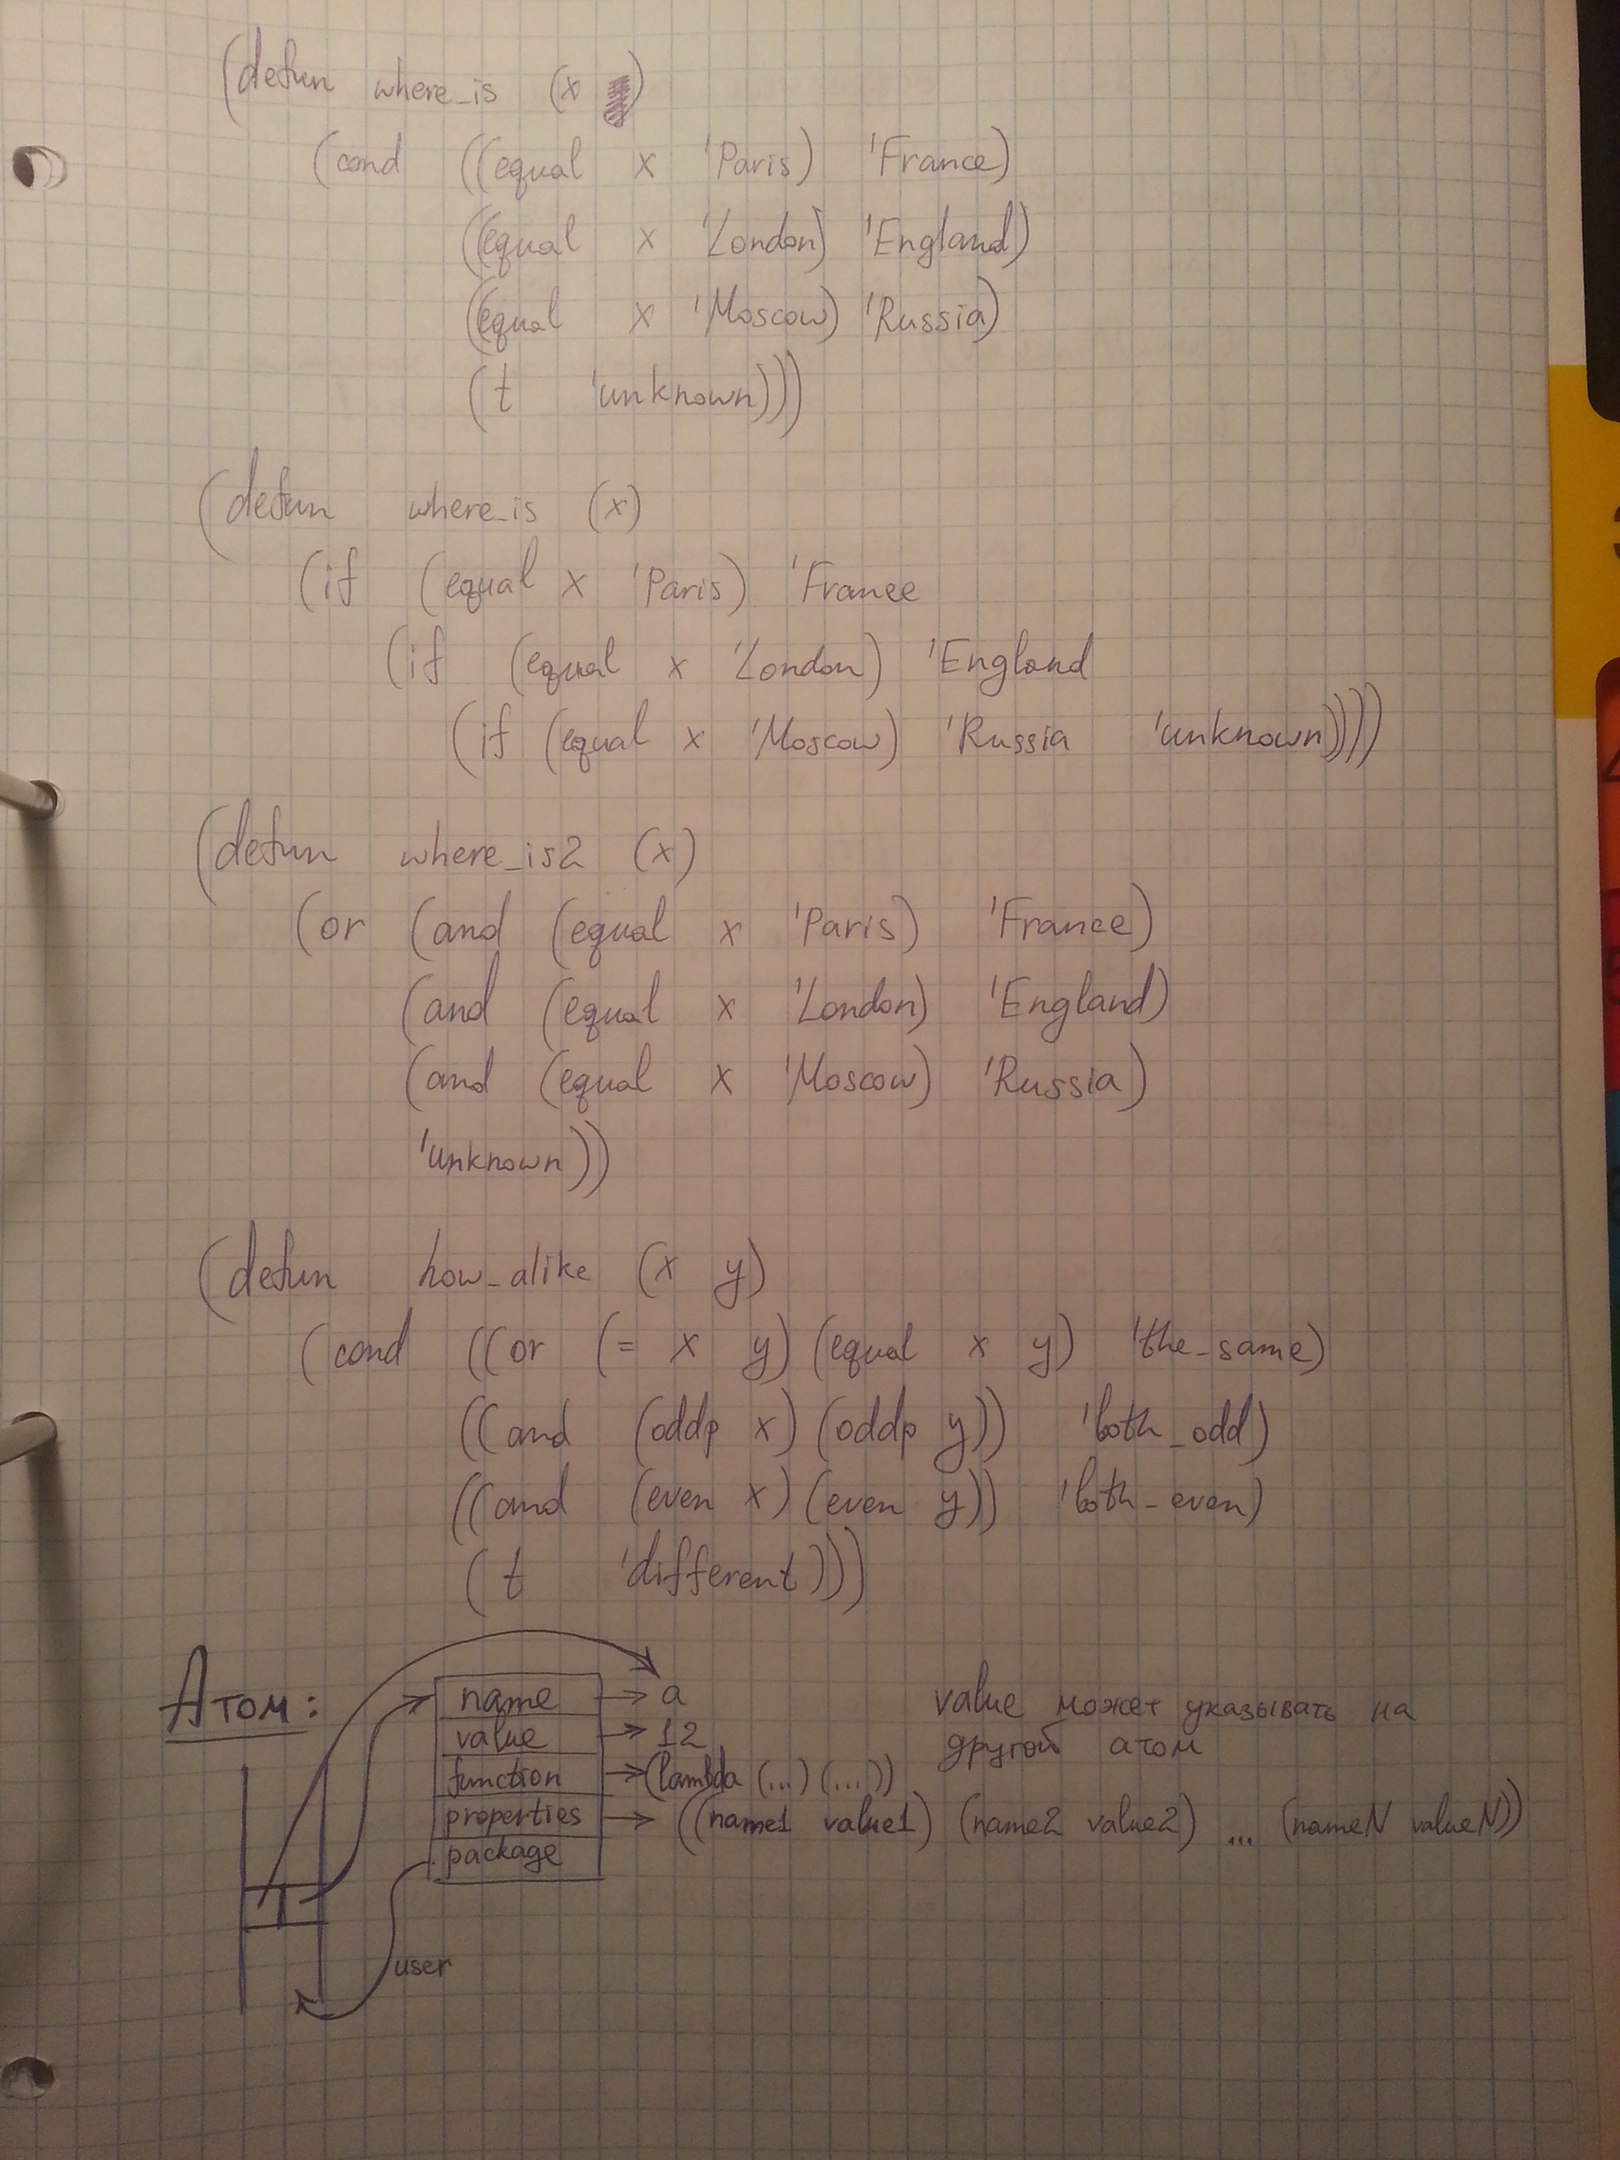 (defun where_is (x)
(cond ((equal x 'Paris) 'France)
((equal x 'London) 'England)
((equal x 'Moscow) 'Russia)
(t 'unknown)))
(defun where_is (x)
(if (equal x 'Paris) 'France
(if (equal x 'London) 'England
(if (equal x 'Moscow) 'Russia 'unknown))))
(defun where_is2 (x)
(or (and (equal x 'Paris) 'France)
(and (equal x 'London) 'England)
(and (equal x 'Moscow) 'Russia)
'unknown))
(defun how_alike (x y)
(cond ((or (= x y) (equal x y) 'the_same)
((and (oddp x) (oddp y)) 'both_odd)
((and (even x) (even y)) 'both_even)
(t 'different)))
Атом:
name → a
value → 12
function → (lambda (...) (...))
properties → ((name1 value1) (name2 value2) ... (nameN valueN))
package
user
value может указывать на
другой атом